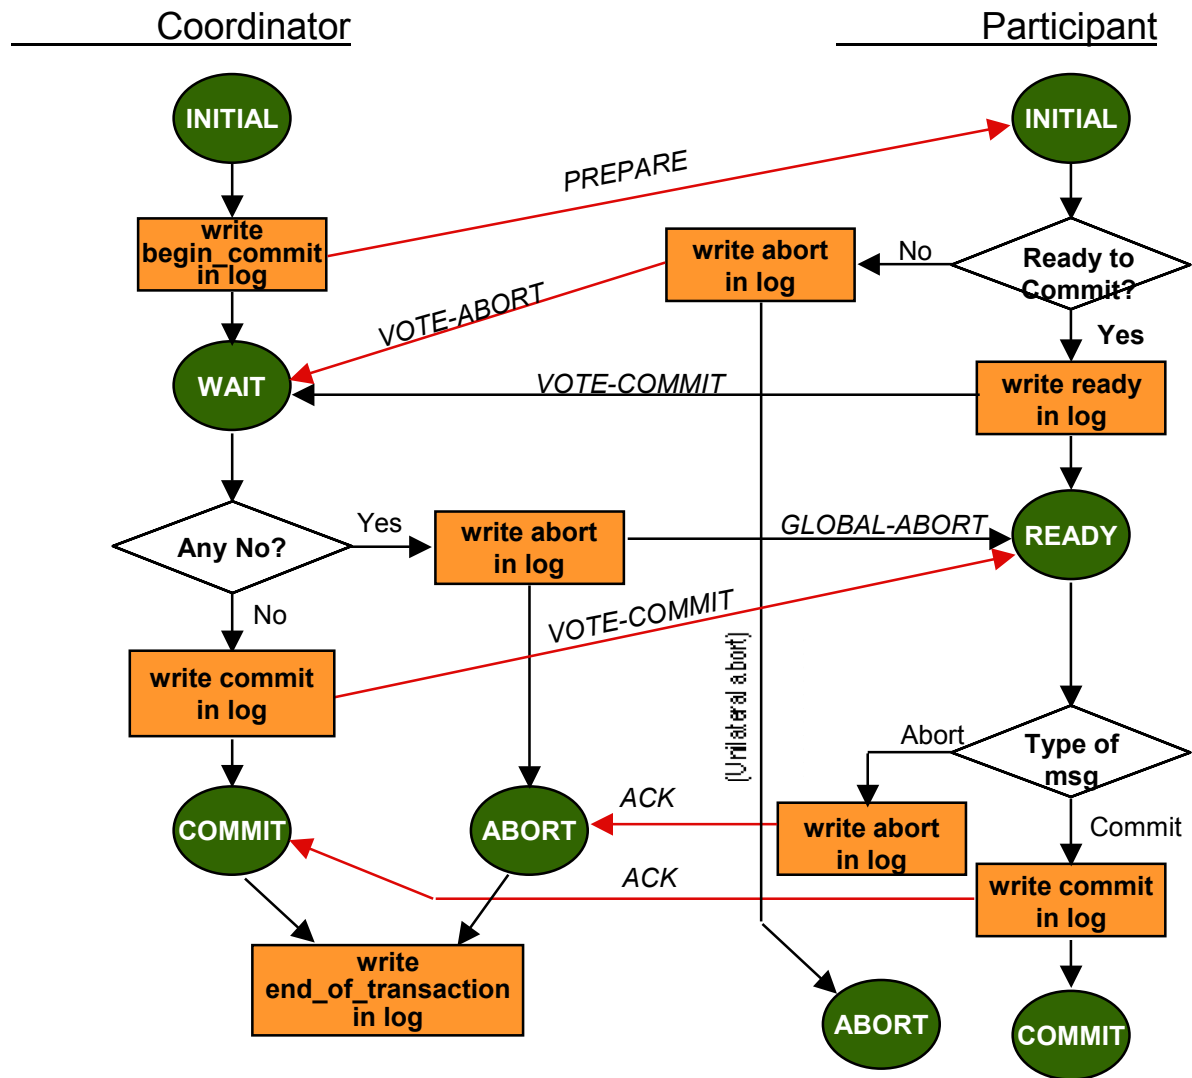 Coordinator
Participant
INITIAL
INITIAL
PREPARE
write
begin_commit
in log
write abort
in log
No
Ready to
Commit?
VOTE-ABORT
Yes
WAIT
VOTE-COMMIT
write ready
in log
Any No?
Yes
write abort
in log
GLOBAL-ABORT
READY
No
VOTE-COMMIT
write commit
in log
(Unilateral abort)
Abort
Type of
msg
COMMIT
ABORT
ACK
write abort
in log
Commit
ACK
write commit
in log
write
end_of_transaction
in log
ABORT
COMMIT